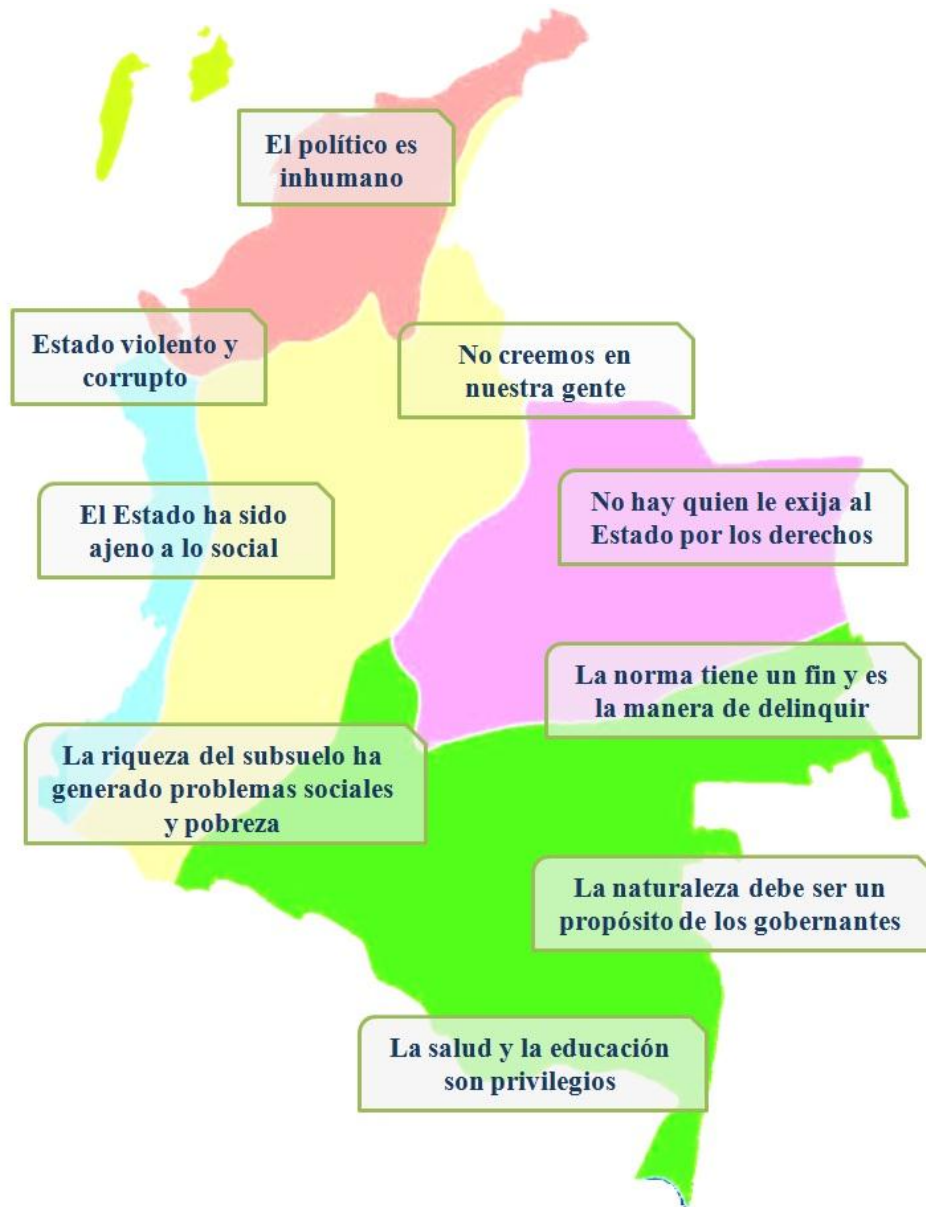 El político es
inhumano
Estado violento y
corrupto
No creemos en
nuestra gente
El Estado ha sido
ajeno a lo social
No hay quien le exija al
Estado por los derechos
La norma tiene un fin y es
la manera de delinquir
La riqueza del subsuelo ha
generado problemas sociales
y pobreza
La naturaleza debe ser un
propósito de los gobernantes
La salud y la educación
son privilegios